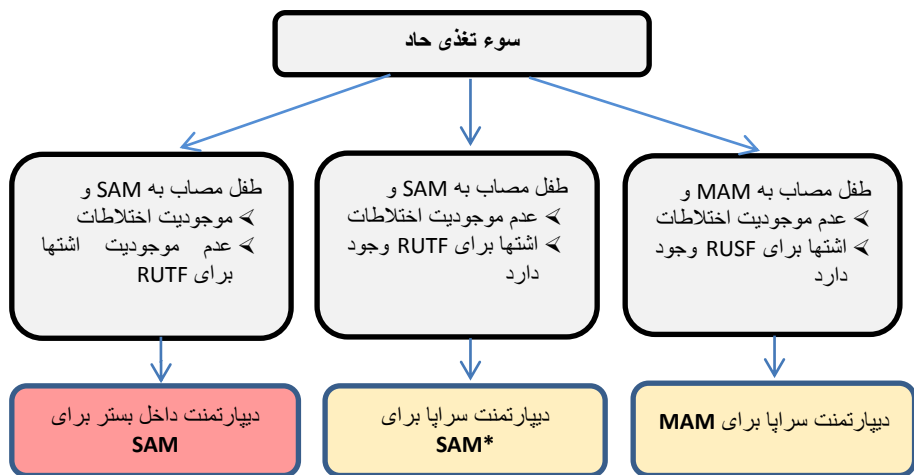 سوء تغذی حاد
طفل مصاب به MAM و
⮚ عدم موجودیت اختلاطات
⮚ اشتها برای RUSF وجود
دارد
طفل مصاب به SAM و
⮚ عدم موجودیت اختلاطات
⮚ اشتها برای RUTF وجود
دارد
طفل مصاب به SAM و
⮚ موجودیت اختلاطات
⮚ عدم موجودیت اشتها
برای RUTF
دیپارتمنت سراپا برای MAM
دیپارتمنت سراپا برای
SAM*
دیپارتمنت داخل بستر برای
SAM